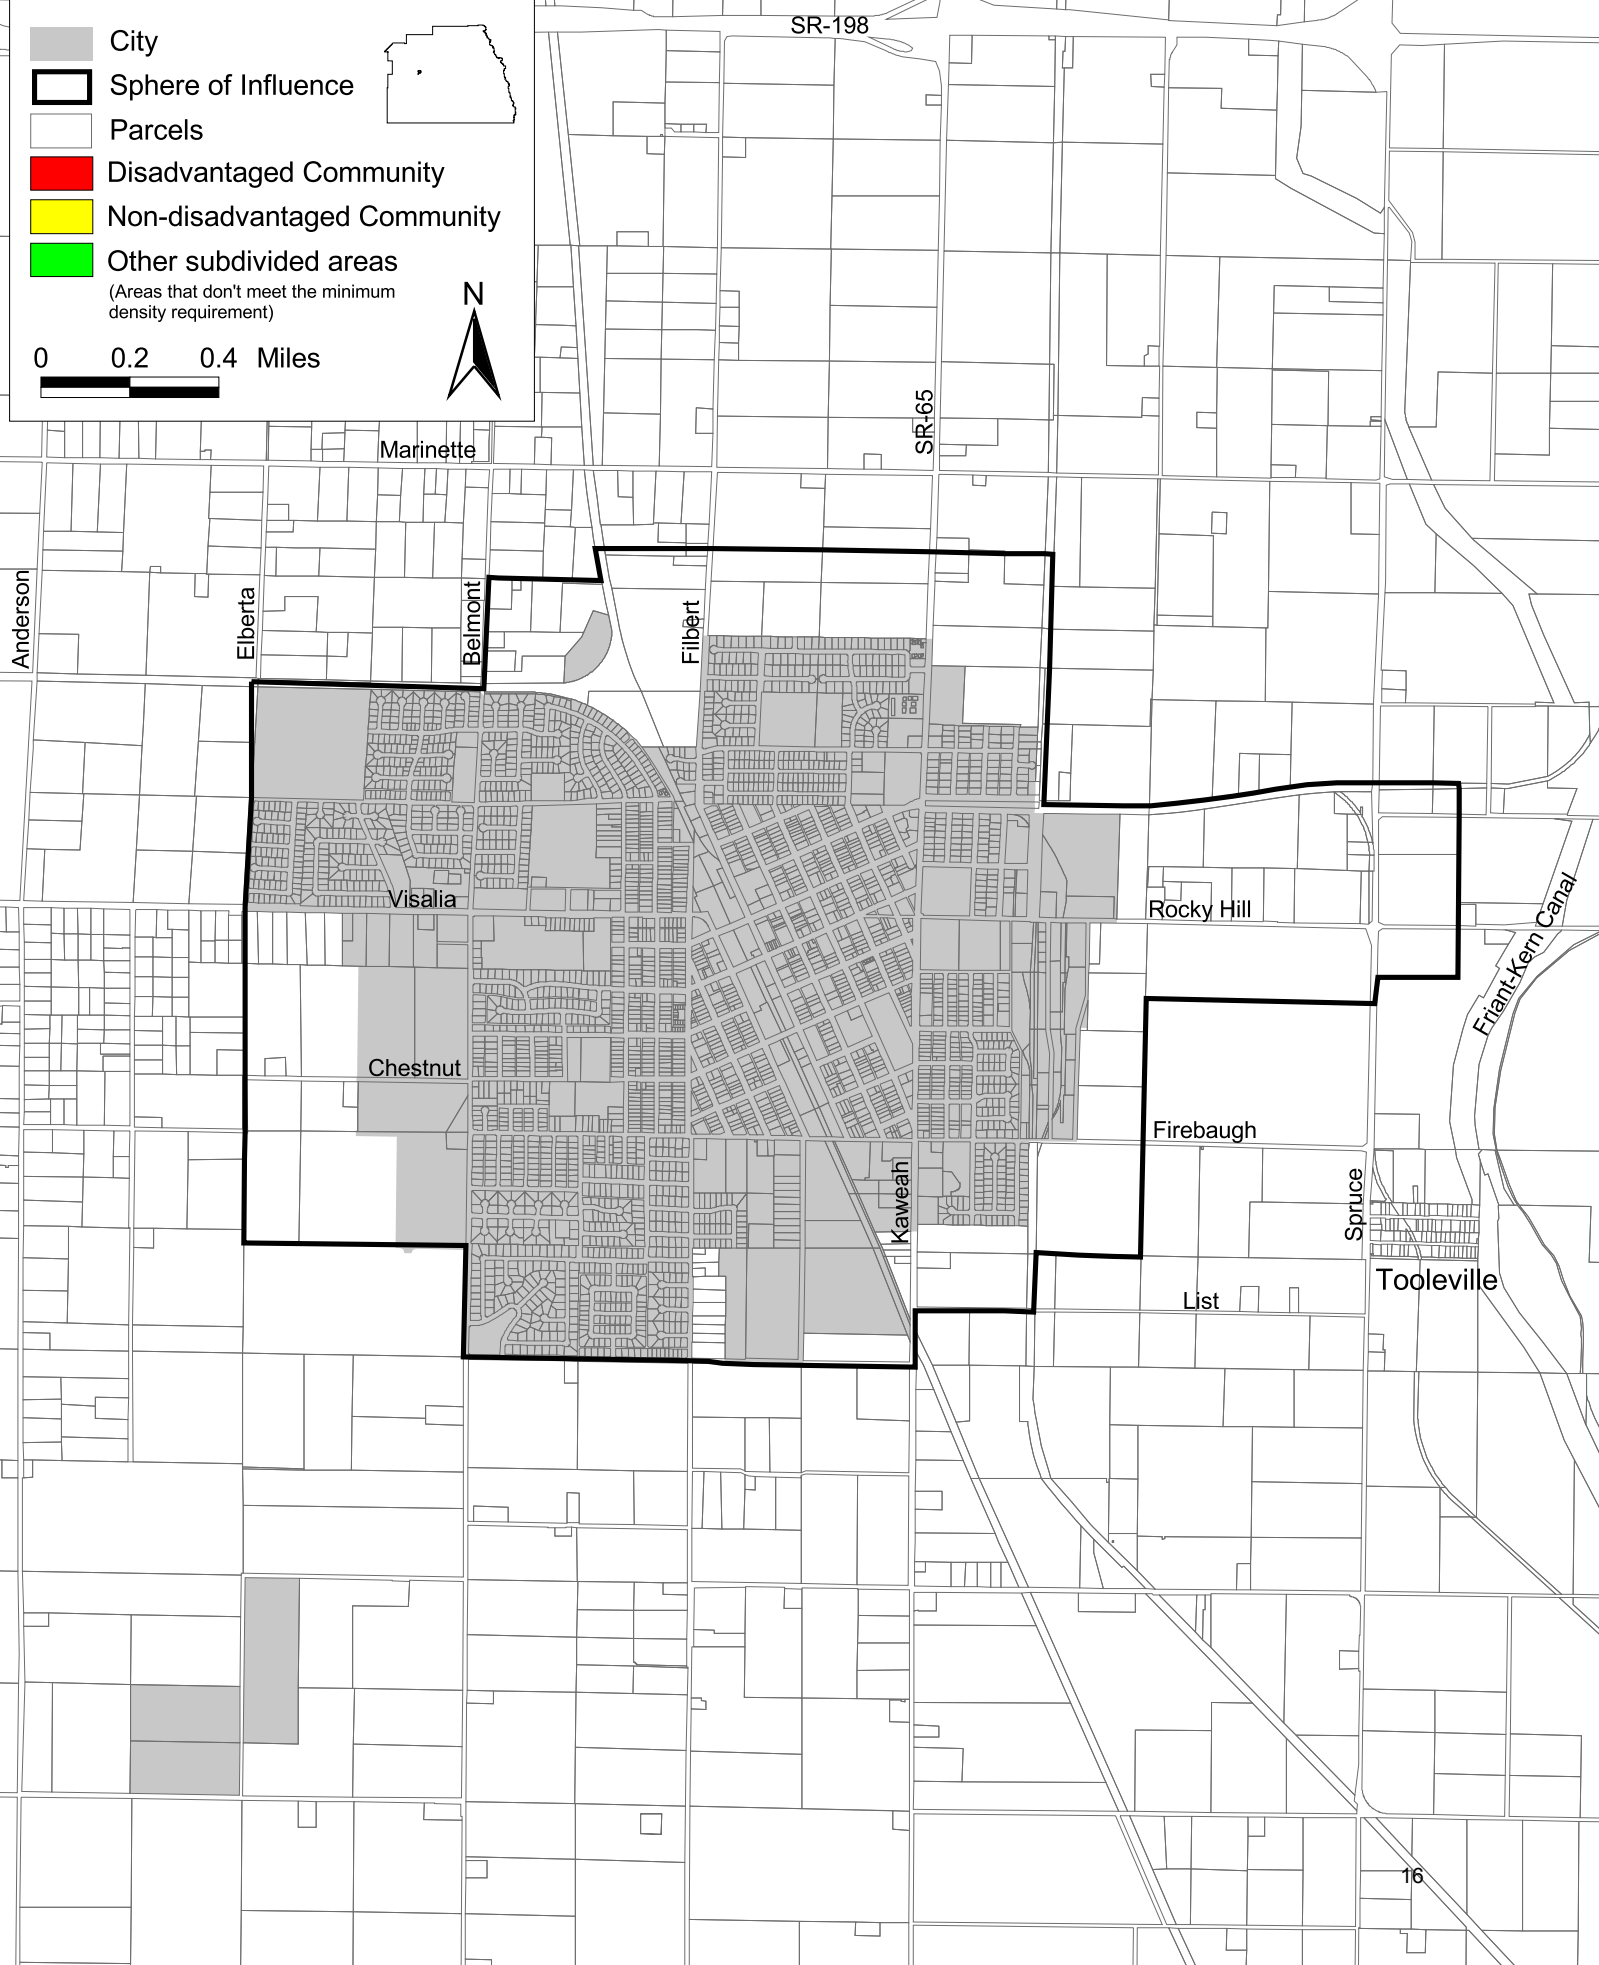 City
Sphere of Influence
Parcels
Disadvantaged Community
Non-disadvantaged Community
Other subdivided areas
(Areas that don't meet the minimum
density requirement)
N
0 0.2 0.4 Miles
SR-198
SR-65
Marinette
Anderson
Elberta
Belmont
Filbert
Visalia
Rocky Hill
Friant-Kern Canal
Chestnut
Firebaugh
Kaweah
Spruce
Tooleville
List
16